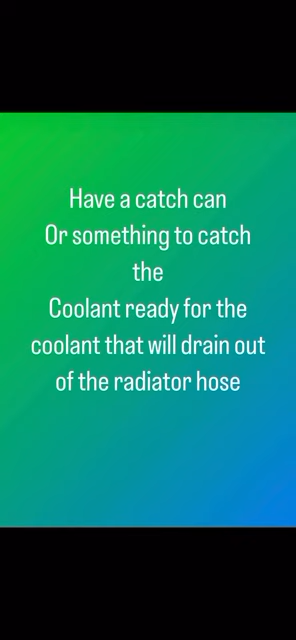 Have a catch can
Or something to catch
the
Coolant ready for the
coolant that will drain out
of the radiator hose